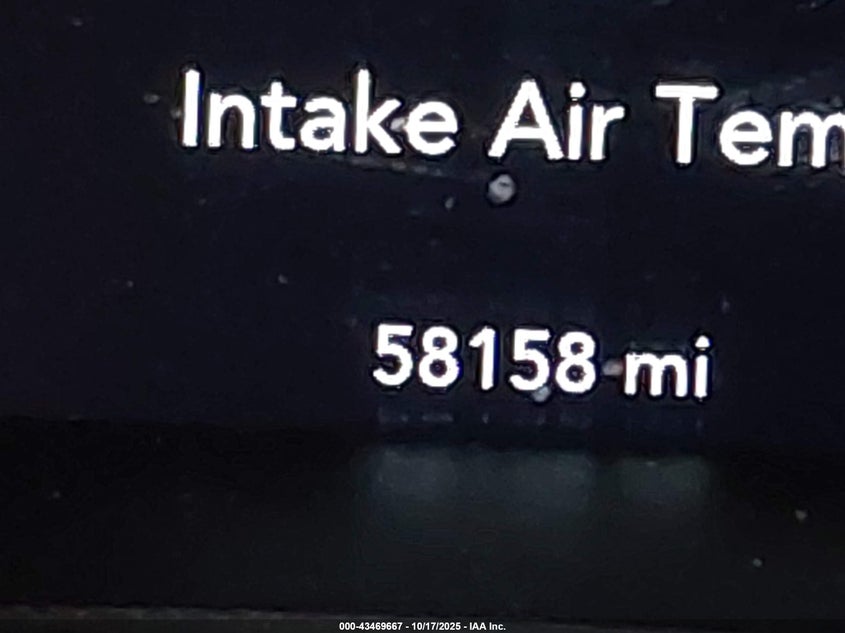 Intake Air Tem
58158 mi
000-43469667 - 10/17/2025 - IAA Inc.